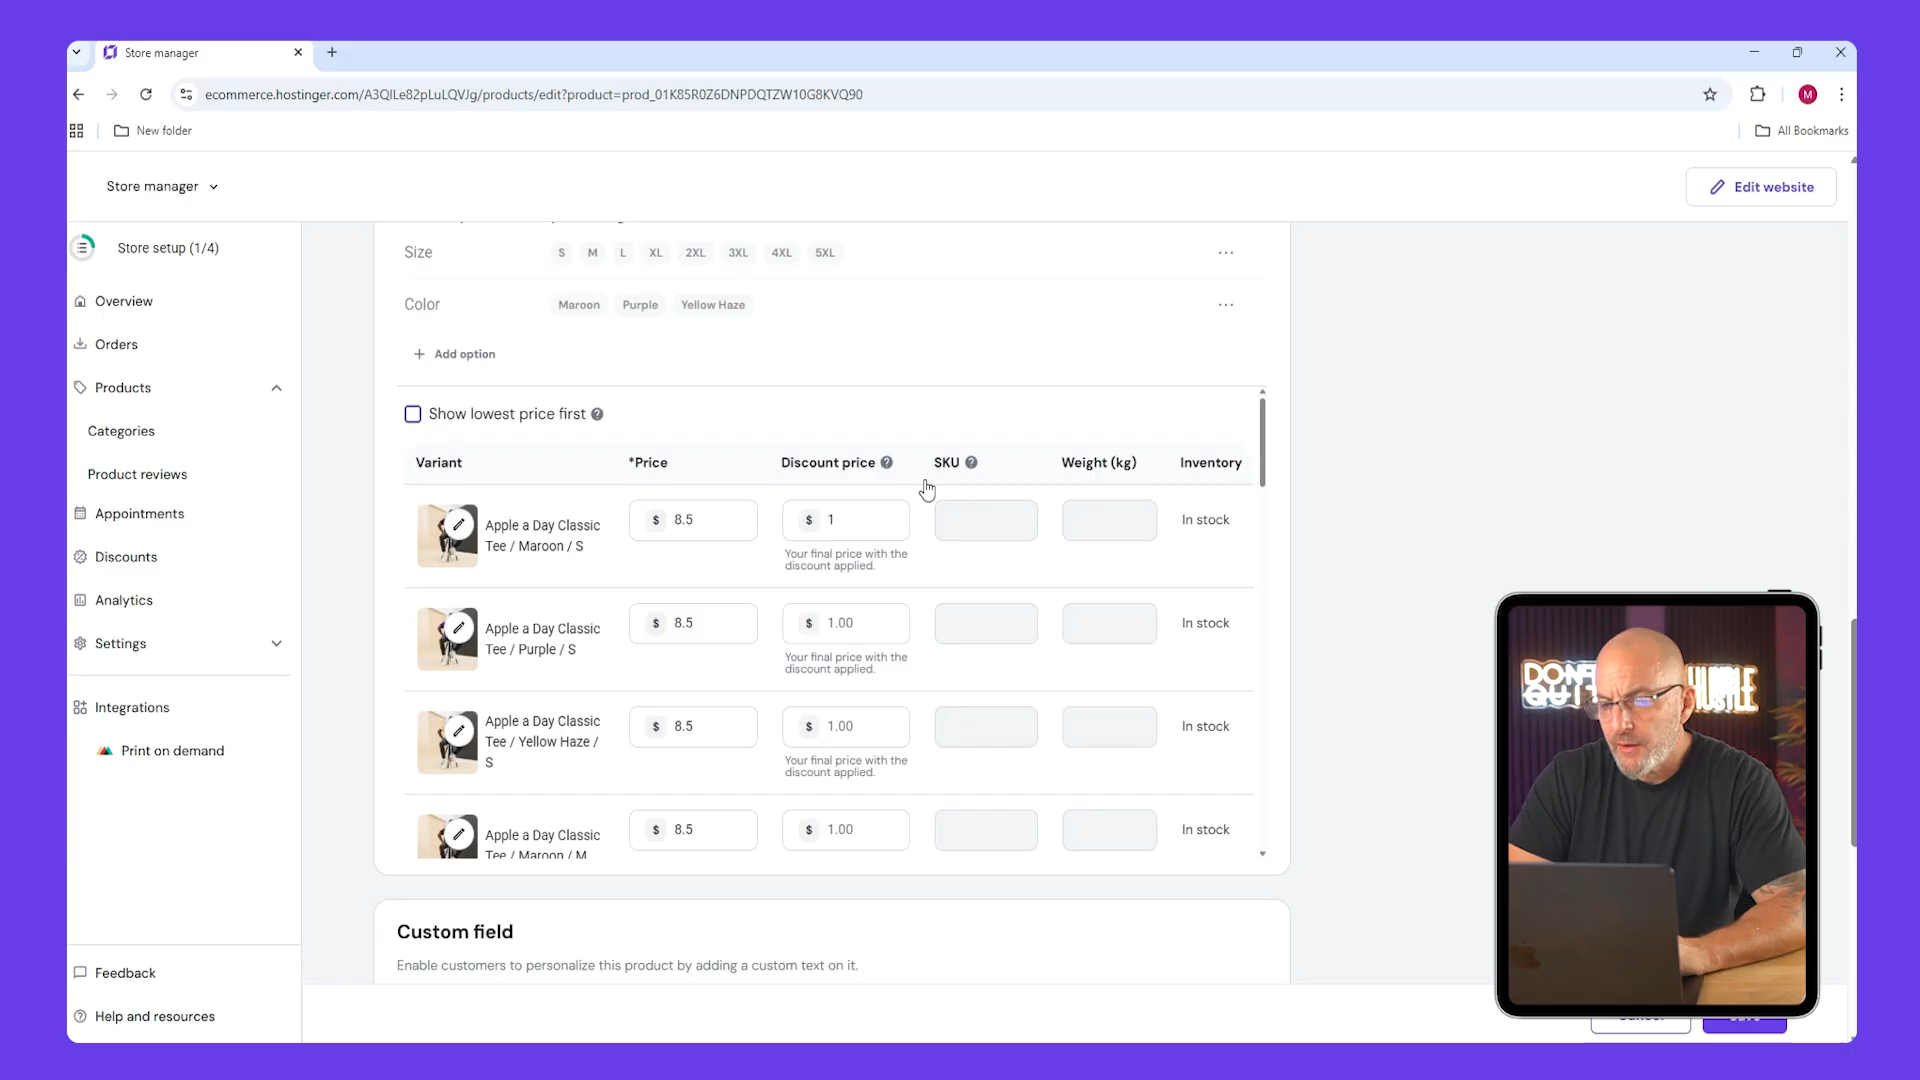 Store manager
ecommerce.hostinger.com/A3QlLe82pLuLQVJg/products/edit?product=prod_01K85R0Z6DNPDQTZW10G8KVQ90
M
New folder
All Bookmarks
Store manager
Edit website
Store setup (1/4)
Overview
Orders
Products
Categories
Product reviews
Appointments
Discounts
Analytics
Settings
Integrations
Print on demand
Feedback
Help and resources
Size S M L XL 2XL 3XL 4XL 5XL
Color Maroon Purple Yellow Haze
Add option
Show lowest price first
Variant *Price Discount price SKU Weight (kg) Inventory
Apple a Day Classic
Tee / Maroon / S
$ 8.5
$ 1
Your final price with the
discount applied.
In stock
Apple a Day Classic
Tee / Purple / S
$ 8.5
$ 1.00
Your final price with the
discount applied.
In stock
Apple a Day Classic
Tee / Yellow Haze /
S
$ 8.5
$ 1.00
Your final price with the
discount applied.
In stock
Apple a Day Classic
Tee / Maroon / M
$ 8.5
$ 1.00
In stock
Custom field
Enable customers to personalize this product by adding a custom text on it.
QUIT
HUSTLE